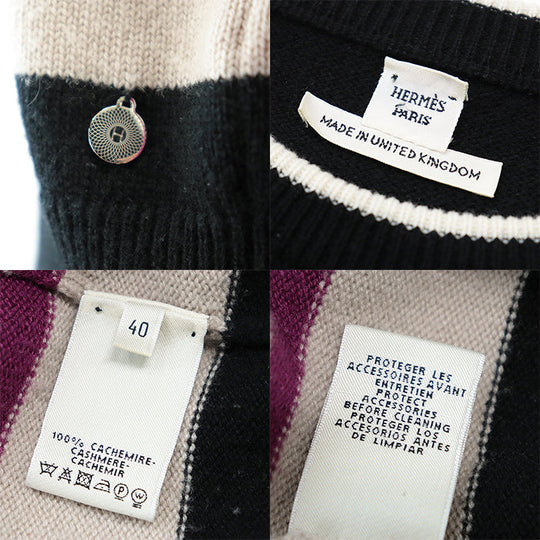 H
HERMÈS
PARIS
MADE IN UNITED KINGDOM
40
100% CACHEMIRE-
CASHMERE-
CACHEMIR
P W
PROTEGER LES
ACCESSOIRES AVANT
ENTRETIEN
PROTECT
ACCESSORIES
BEFORE CLEANING
PROTEGER LOS
ACCESORIOS ANTES
DE LIMPIAR